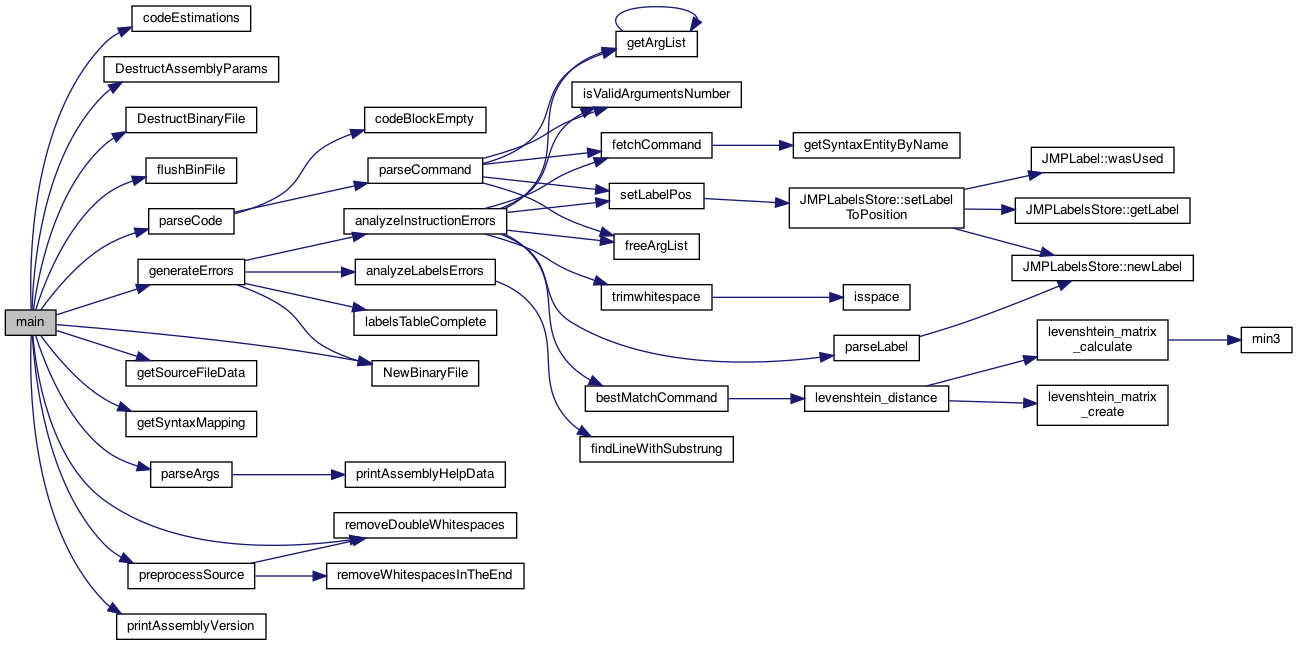 main
codeEstimations
DestructAssemblyParams
DestructBinaryFile
flushBinFile
parseCode
generateErrors
getSourceFileData
getSyntaxMapping
parseArgs
preprocessSource
printAssemblyVersion
codeBlockEmpty
parseCommand
analyzeInstructionErrors
analyzeLabelsErrors
labelsTableComplete
NewBinaryFile
printAssemblyHelpData
removeDoubleWhitespaces
removeWhitespacesInTheEnd
getArgList
isValidArgumentsNumber
fetchCommand
setLabelPos
freeArgList
trimwhitespace
bestMatchCommand
findLineWithSubstrung
getSyntaxEntityByName
JMPLabelsStore::setLabel
ToPosition
isspace
parseLabel
levenshtein_distance
JMPLabel::wasUsed
JMPLabelsStore::getLabel
JMPLabelsStore::newLabel
levenshtein_matrix
_calculate
levenshtein_matrix
_create
min3